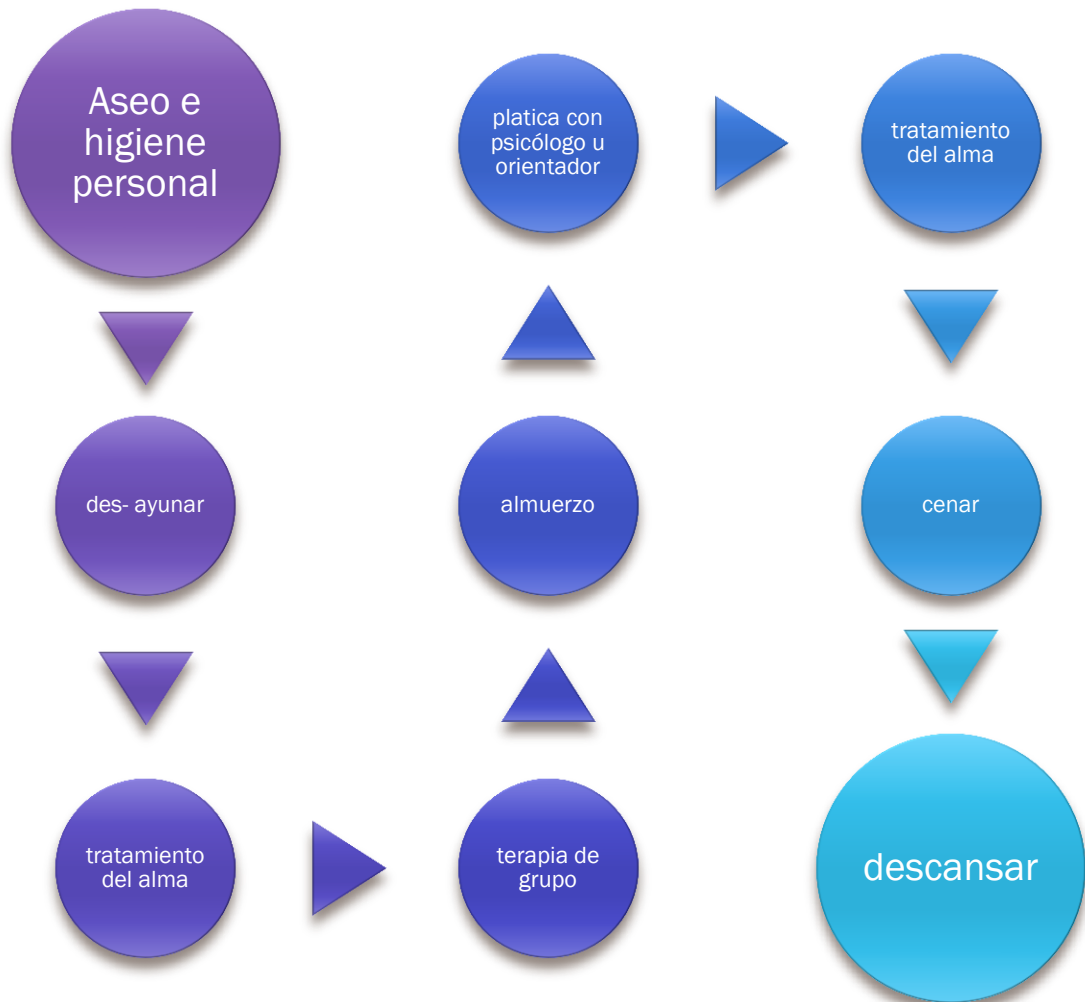 Aseo e
higiene
personal
des- ayunar
tratamiento
del alma
terapia de
grupo
almuerzo
platica con
psicólogo u
orientador
tratamiento
del alma
cenar
descansar